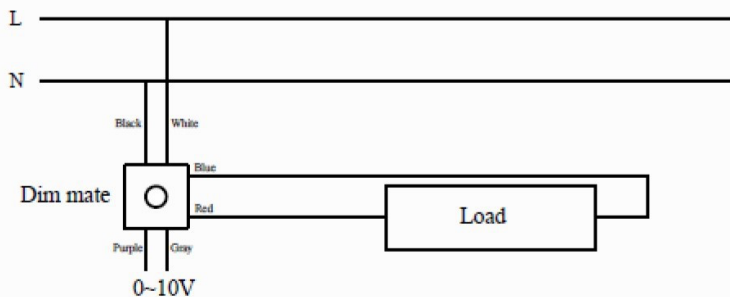 L
N
Black White
Blue
Dim mate
Red
Load
Purple Gray
0~10V